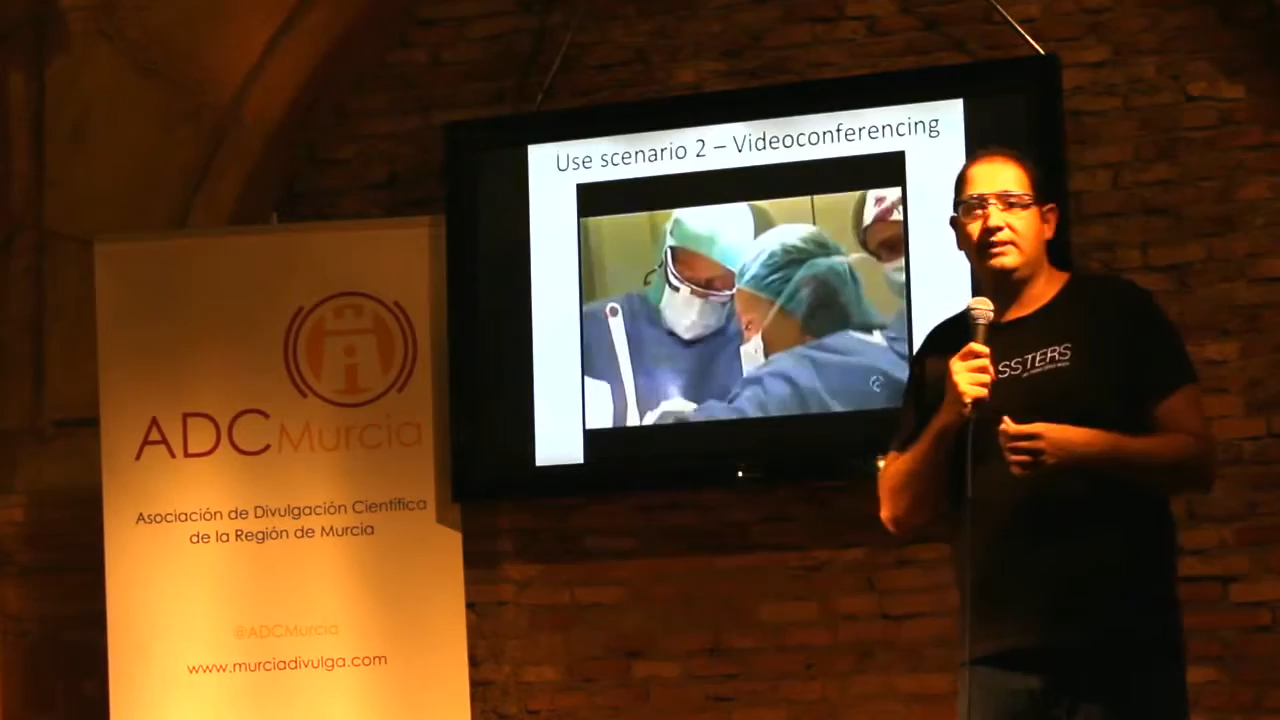 Use scenario 2 – Videoconferencing
SSTERS
ADCMurcia
Asociación de Divulgación Científica
de la Región de Murcia
@ADCMurcia
www.murciadivulga.com